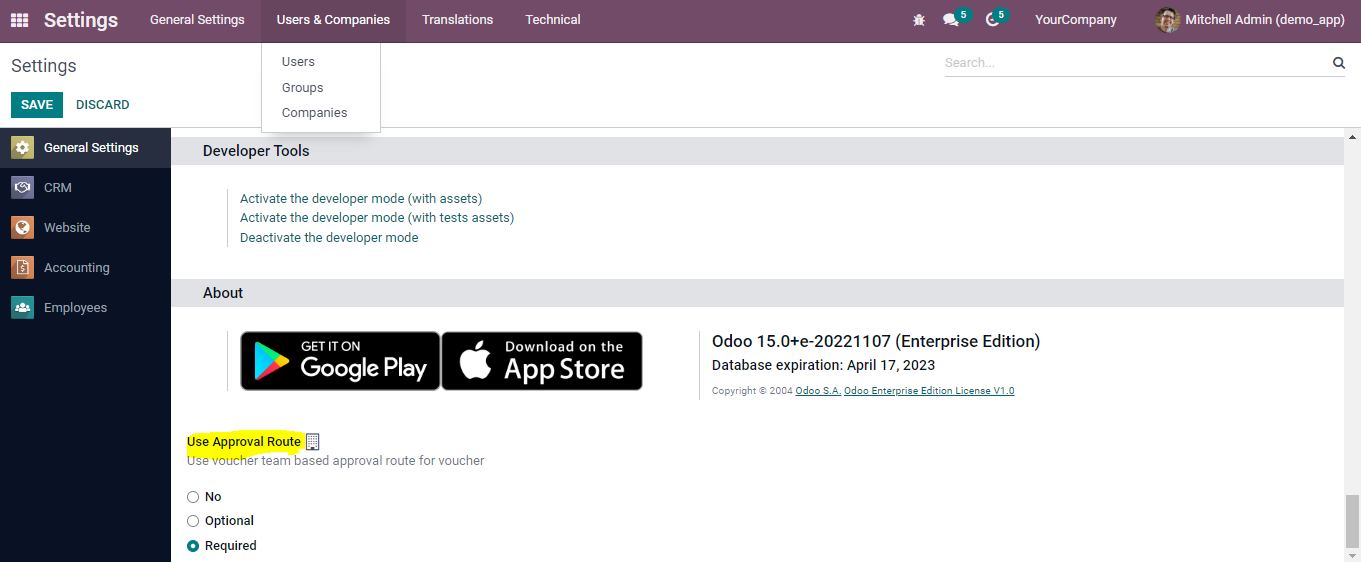 Settings General Settings Users & Companies Translations Technical 5 5 YourCompany Mitchell Admin (demo_app)
Users
Groups
Companies
Settings
Search...
SAVE DISCARD
General Settings
CRM
Website
Accounting
Employees
Developer Tools
Activate the developer mode (with assets)
Activate the developer mode (with tests assets)
Deactivate the developer mode
About
GET IT ON
Google Play
Download on the
App Store
Odoo 15.0+e-20221107 (Enterprise Edition)
Database expiration: April 17, 2023
Copyright © 2004 Odoo S.A. Odoo Enterprise Edition License V1.0
Use Approval Route
Use voucher team based approval route for voucher
No
Optional
Required